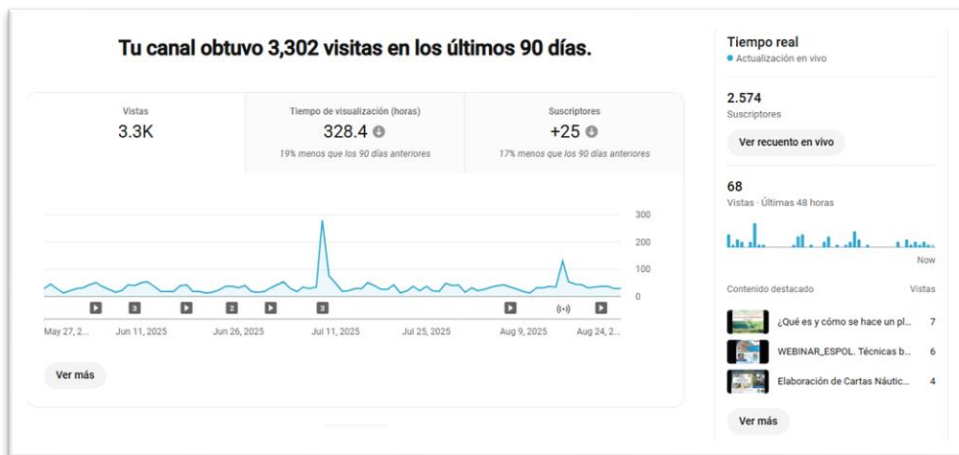 Tu canal obtuvo 3,302 visitas en los últimos 90 días.
Vistas
3.3K
Tiempo de visualización (horas)
328.4
19% menos que los 90 días anteriores
Suscriptores
+25
17% menos que los 90 días anteriores
300
200
100
0
3
2
3
May 27, 2...
Jun 11, 2025
Jun 26, 2025
Jul 11, 2025
Jul 25, 2025
Aug 9, 2025
Aug 24, 2...
Ver más
Tiempo real
Actualización en vivo
2.574
Suscriptores
Ver recuento en vivo
68
Vistas · Últimas 48 horas
Now
Contenido destacado
Vistas
¿Qué es y cómo se hace un pl... 7
WEBINAR_ESPOL. Técnicas b... 6
Elaboración de Cartas Náutic... 4
Ver más